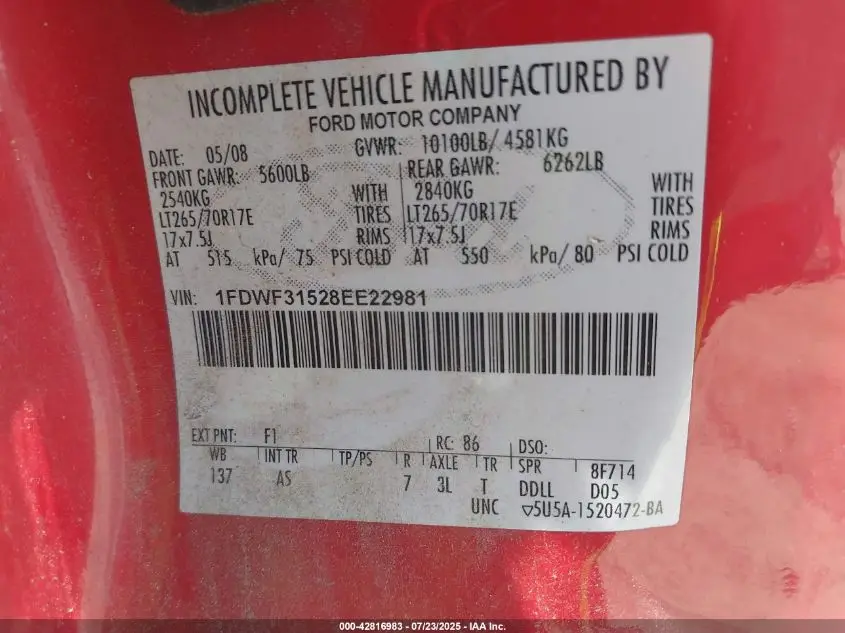 INCOMPLETE VEHICLE MANUFACTURED BY
FORD MOTOR COMPANY
DATE: 05/08 GVWR: 10100LB/ 4581KG
FRONT GAWR: 5600LB REAR GAWR: 6262LB
2540KG WITH 2840KG WITH
LT265/70R17E TIRES LT265/70R17E TIRES
17x7.5J RIMS 17x7.5J RIMS
AT 515 kPa/ 75 PSI COLD AT 550 kPa/ 80 PSI COLD
VIN: 1FDWF31528EE22981
EXT PNT: F1 RC: 86 DSO:
WB INT TR TP/PS R AXLE TR SPR 8F714
137 AS 7 3L T DDLL D05
UNC ▽5U5A-1520472-BA
000-42816983 / 07/23/2025 - IAA Inc.